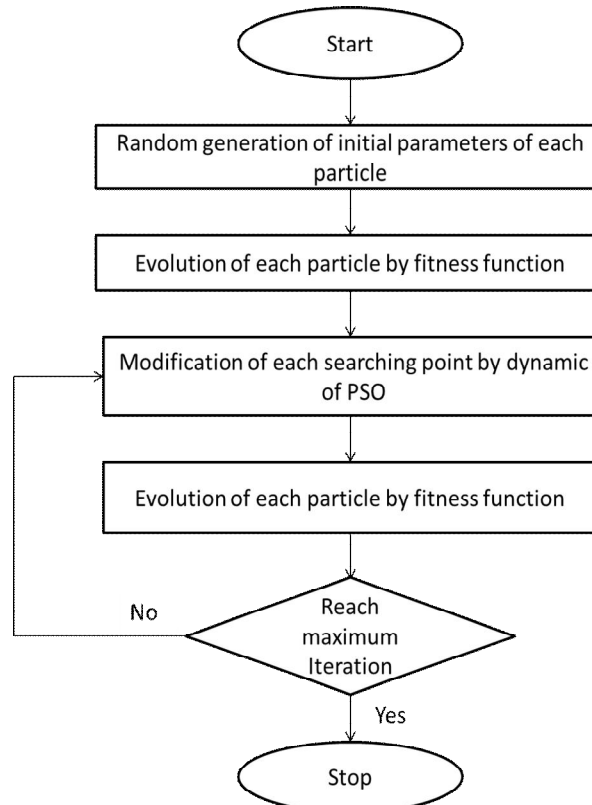 Start
Random generation of initial parameters of each
particle
Evolution of each particle by fitness function
Modification of each searching point by dynamic
of PSO
Evolution of each particle by fitness function
No
Reach
maximum
Iteration
Yes
Stop